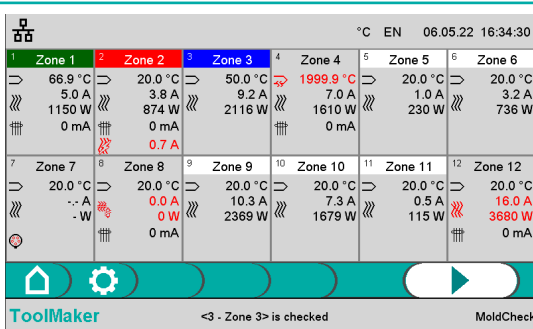 °C EN 06.05.22 16:34:30
1 Zone 1 2 Zone 2 3 Zone 3 4 Zone 4 5 Zone 5 6 Zone 6
66.9 °C 20.0 °C 50.0 °C 1999.9 °C 20.0 °C 20.0 °C
5.0 A 3.8 A 9.2 A 7.0 A 1.0 A 3.2 A
1150 W 874 W 2116 W 1610 W 230 W 736 W
0 mA 0 mA 0 mA
0.7 A
7 Zone 7 8 Zone 8 9 Zone 9 10 Zone 10 11 Zone 11 12 Zone 12
20.0 °C 20.0 °C 20.0 °C 20.0 °C 20.0 °C 20.0 °C
-.- A 0.0 A 10.3 A 7.3 A 0.5 A 16.0 A
- W 0 W 2369 W 1679 W 115 W 3680 W
0 mA 0 mA
ToolMaker <3 - Zone 3> is checked MoldCheck